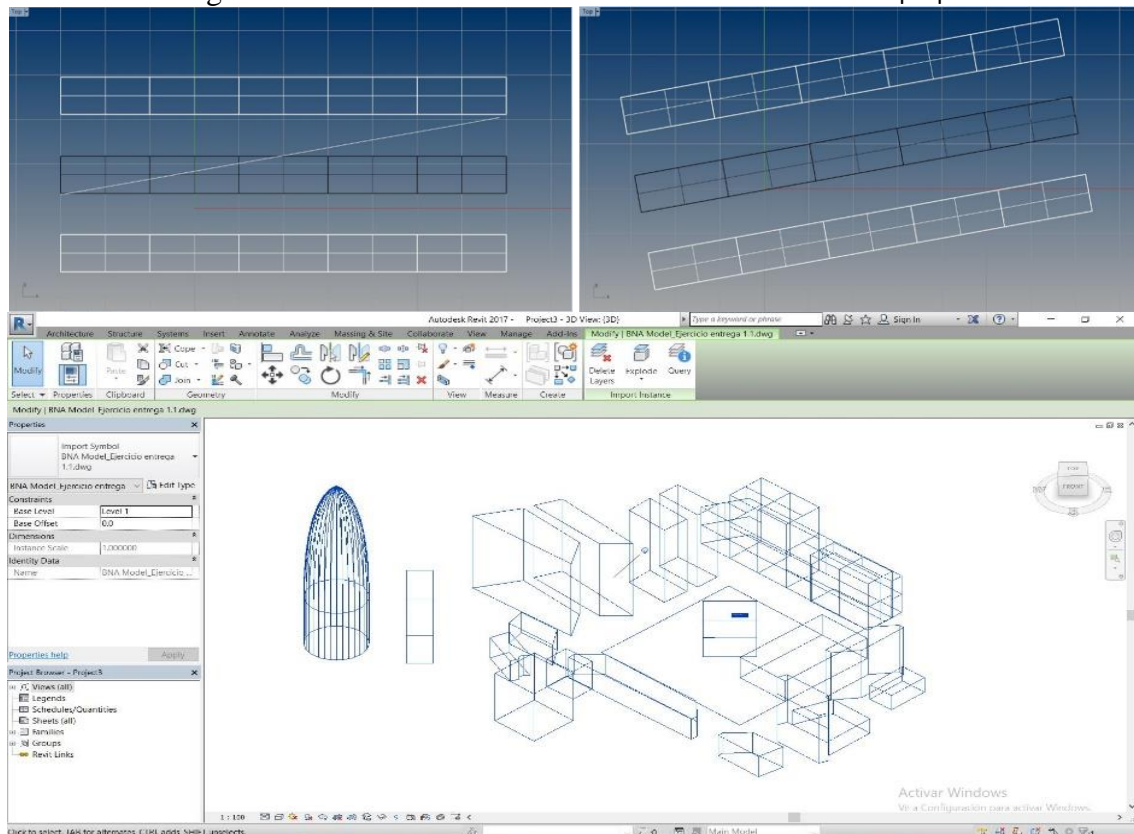 Top
Top
Autodesk Revit 2017 - Project3 - 3D View: {3D}
Type a keyword or phrase
Sign In
Architecture Structure Systems Insert Annotate Analyze Massing & Site Collaborate View Manage Add-Ins Modify | BNA Model_Ejercicio entrega 1.1.dwg
Modify
Paste
Cope
Cut
Join
Delete Layers
Explode
Query
Select Properties Clipboard Geometry Modify View Measure Create Import Instance
Modify | BNA Model_Ejercicio entrega 1.1.dwg
Properties
Import Symbol
BNA Model_Ejercicio entrega
1.1.dwg
BNA Model_Ejercicio entrega Edit Type
Constraints
Base Level Level 1
Base Offset 0.0
Dimensions
Instance Scale 1,000000
Identity Data
Name BNA Model_Ejercicio ...
Properties help Apply
Project Browser - Project3
Views (all)
Legends
Schedules/Quantities
Sheets (all)
Families
Groups
Revit Links
TOP
FRONT
Activar Windows
Ve a Configuración para activar Windows.
1 : 100
Click to select, TAB for alternates, CTRL adds, SHIFT unselects.
:0
Main Model